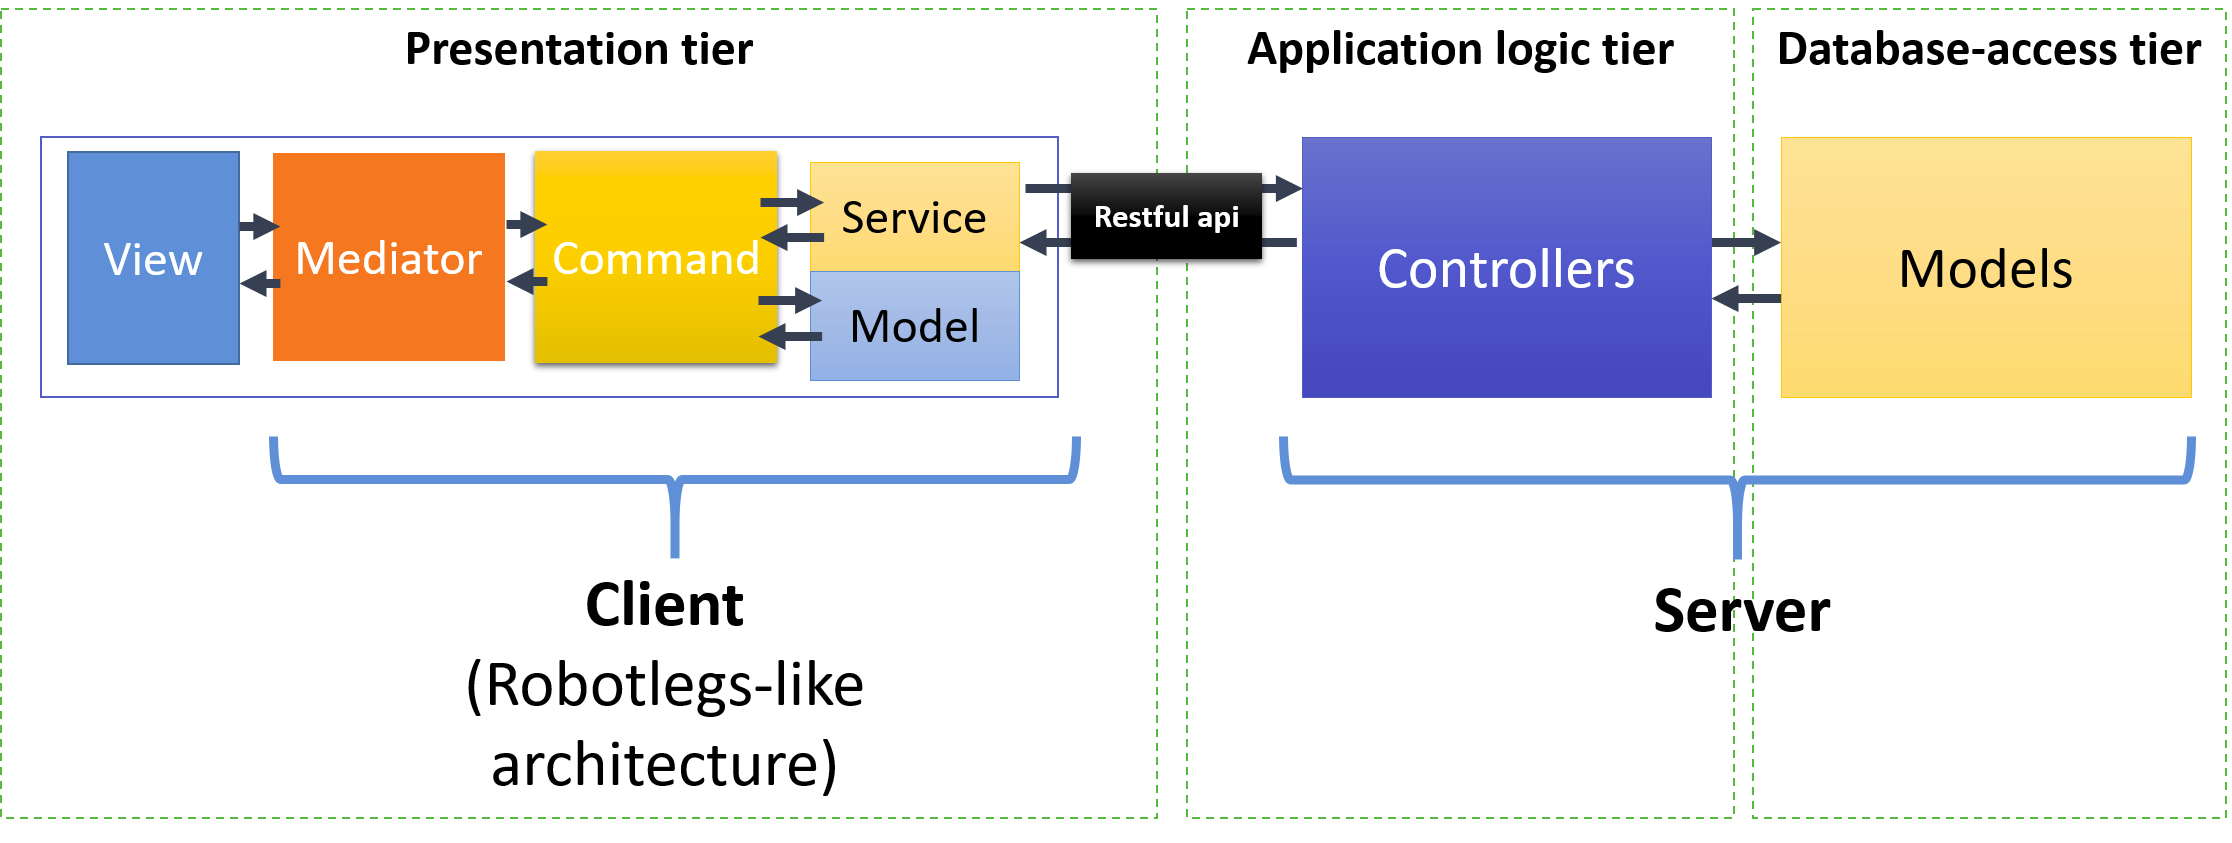 Presentation tier
Application logic tier
Database-access tier
View
Mediator
Command
Service
Model
Restful api
Controllers
Models
Client
(Robotlegs-like
architecture)
Server